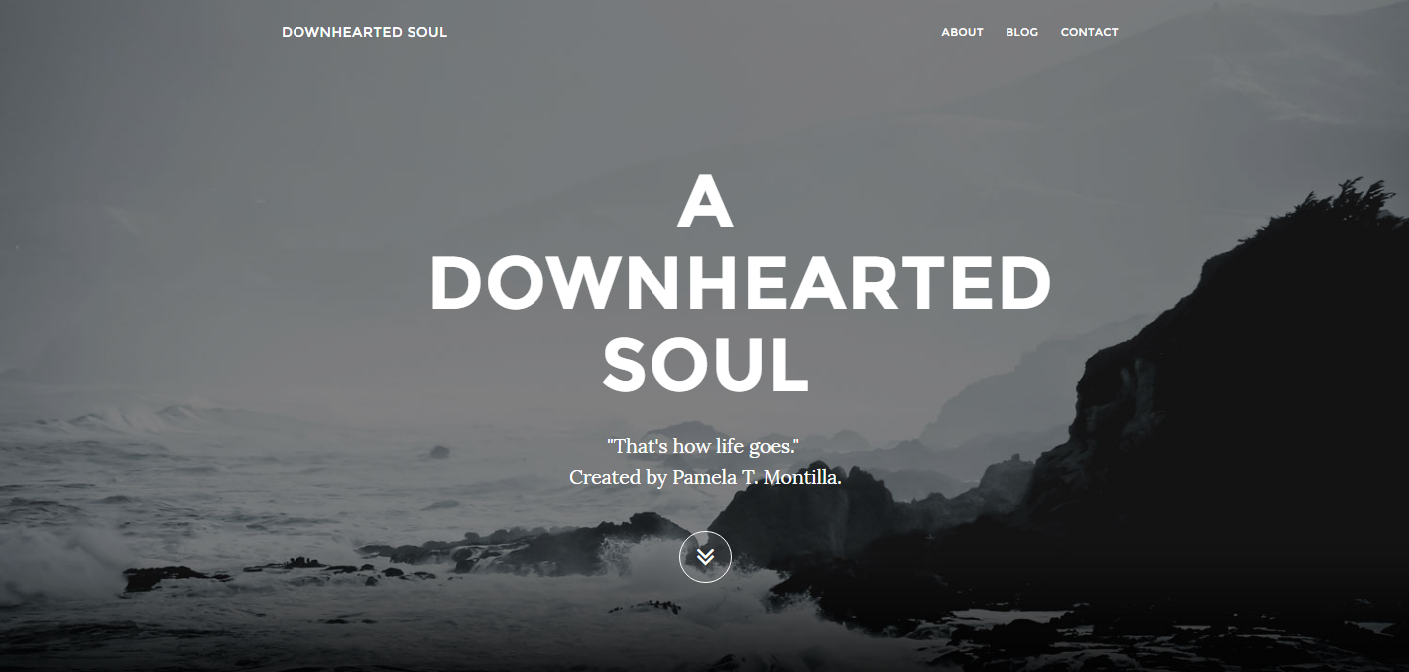 DOWNHEARTED SOUL
ABOUT BLOG CONTACT
A
DOWNHEARTED
SOUL
"That's how life goes."
Created by Pamela T. Montilla.